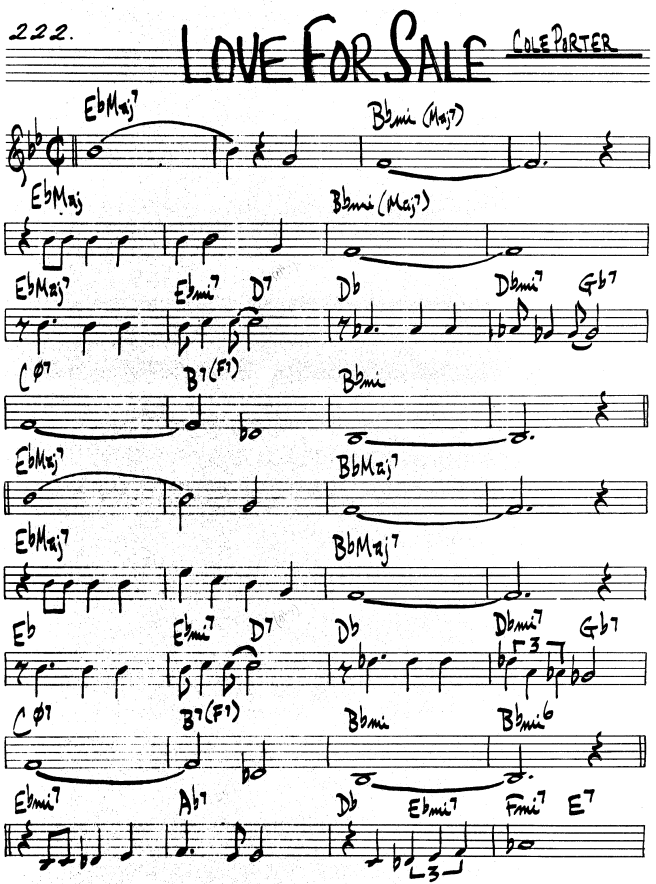 222. LOVE FOR SALE COLE PORTER
EbMaj7 Bbmi (Maj7)
EbMaj Bbmi (Maj7)
EbMaj7 Ebmi7 D7 Db Dbmi7 Gb7
CØ7 B7(F7) Bbmi
EbMaj7 BbMaj7
EbMaj7 BbMaj7
Eb Ebmi7 D7 Db Dbmi7 Gb7
3
CØ7 B7(F7) Bbmi Bbmi6
Ebmi7 Ab7 Db Ebmi7 Fmi7 E7
3